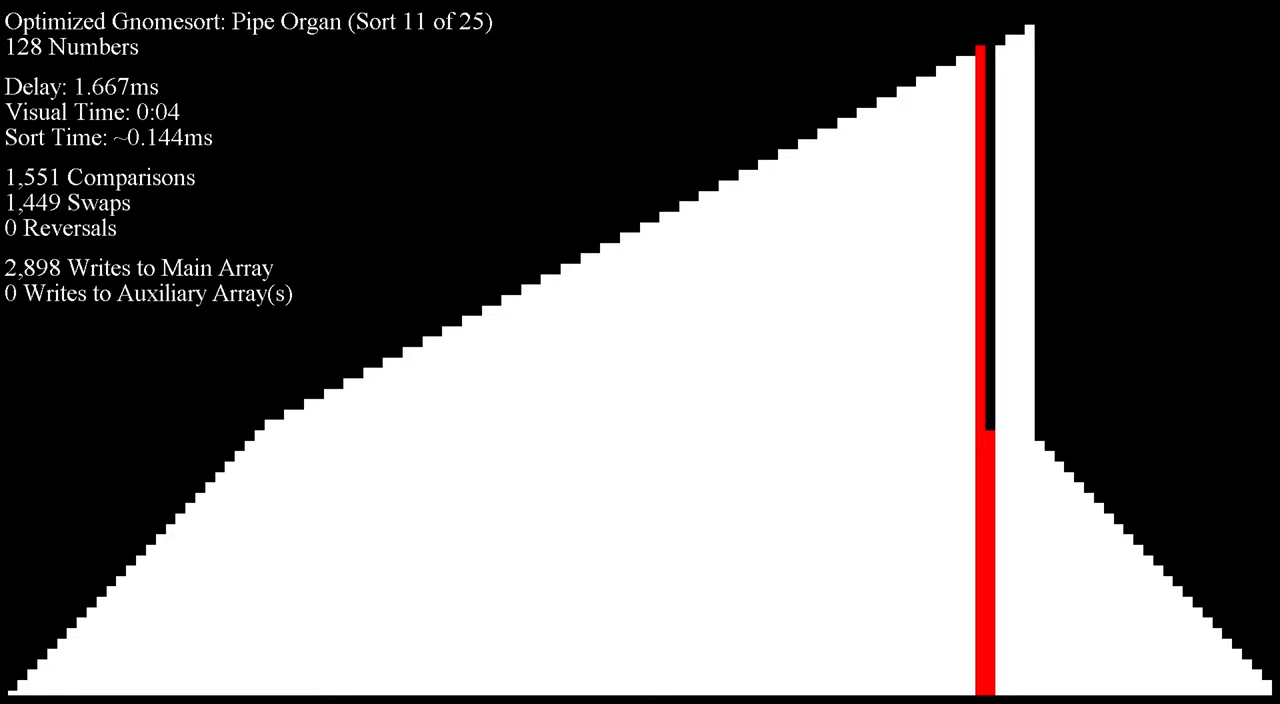 Optimized Gnomesort: Pipe Organ (Sort 11 of 25)
128 Numbers
Delay: 1.667ms
Visual Time: 0:04
Sort Time: ~0.144ms
1,551 Comparisons
1,449 Swaps
0 Reversals
2,898 Writes to Main Array
0 Writes to Auxiliary Array(s)